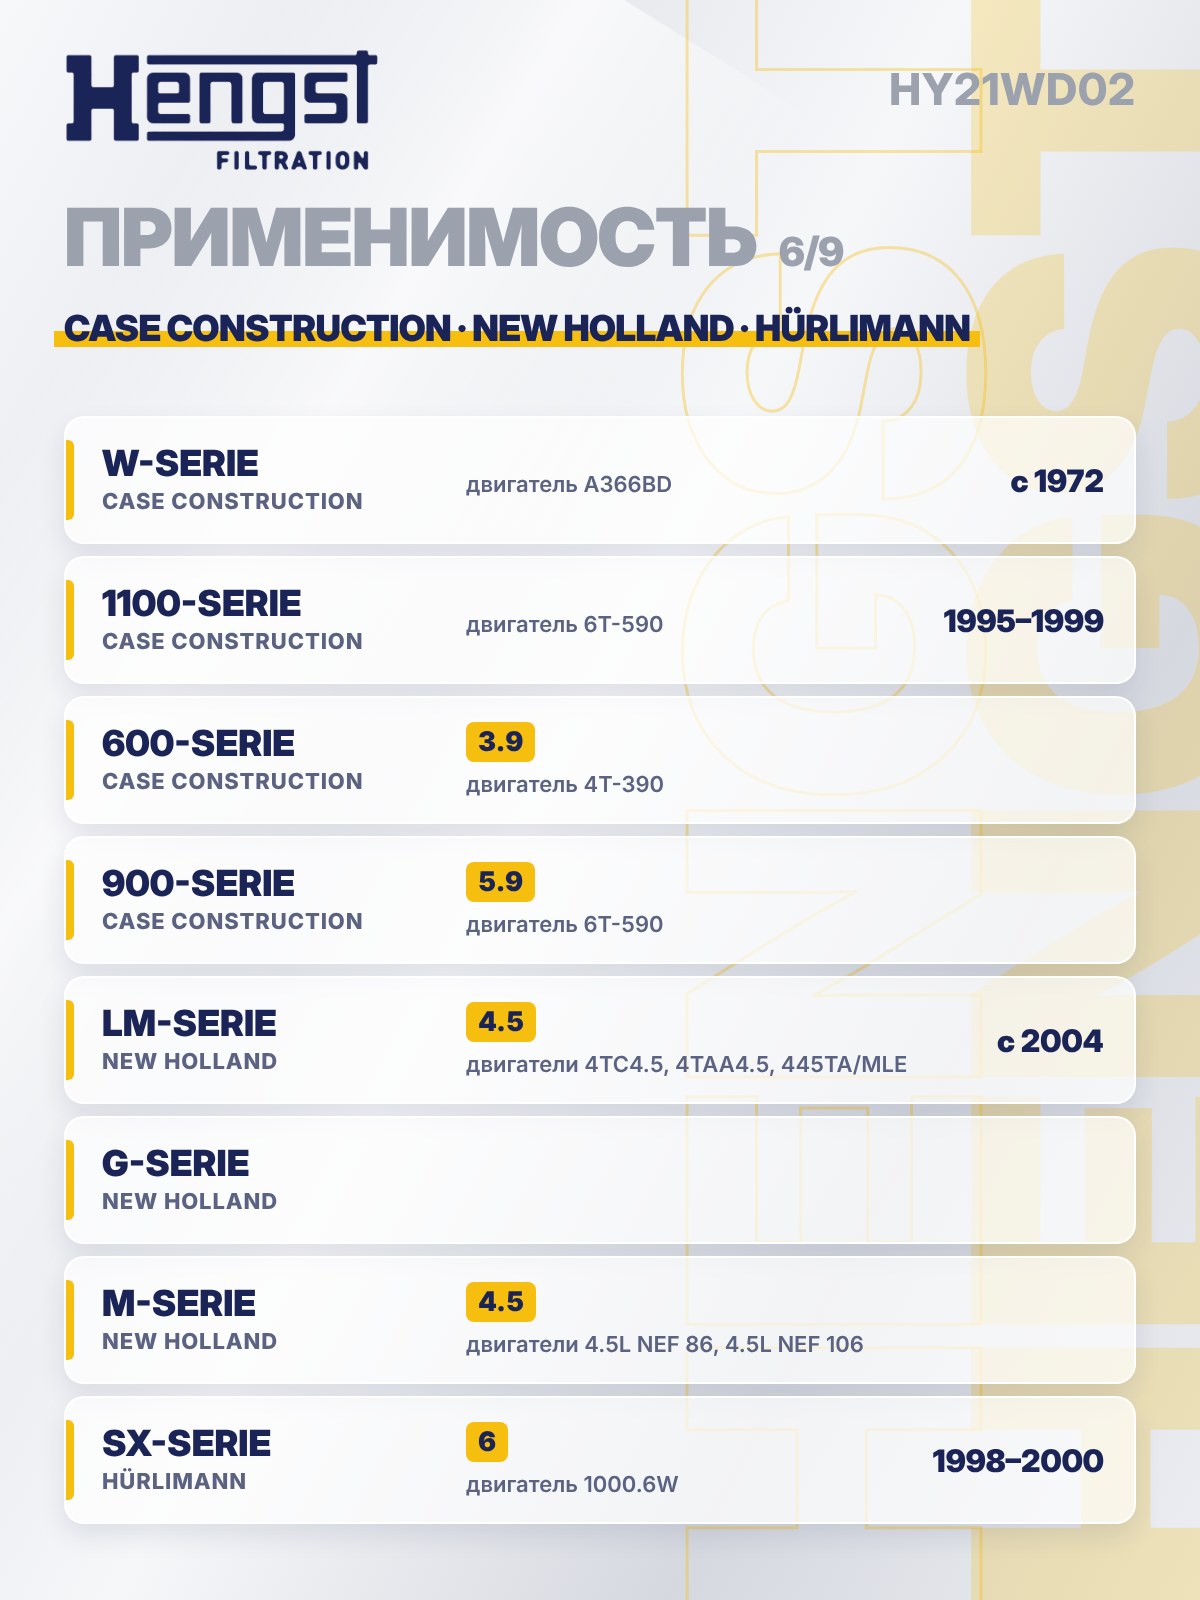 Hengst
FILTRATION
HY21WD02
ПРИМЕНИМОСТЬ 6/9
CASE CONSTRUCTION · NEW HOLLAND · HÜRLIMANN
W-SERIE
CASE CONSTRUCTION
двигатель A366BD
с 1972
1100-SERIE
CASE CONSTRUCTION
двигатель 6T-590
1995–1999
600-SERIE
CASE CONSTRUCTION
3.9
двигатель 4T-390
900-SERIE
CASE CONSTRUCTION
5.9
двигатель 6T-590
LM-SERIE
NEW HOLLAND
4.5
двигатели 4TC4.5, 4TAA4.5, 445TA/MLE
с 2004
G-SERIE
NEW HOLLAND
M-SERIE
NEW HOLLAND
4.5
двигатели 4.5L NEF 86, 4.5L NEF 106
SX-SERIE
HÜRLIMANN
6
двигатель 1000.6W
1998–2000
HENGST
HENGST